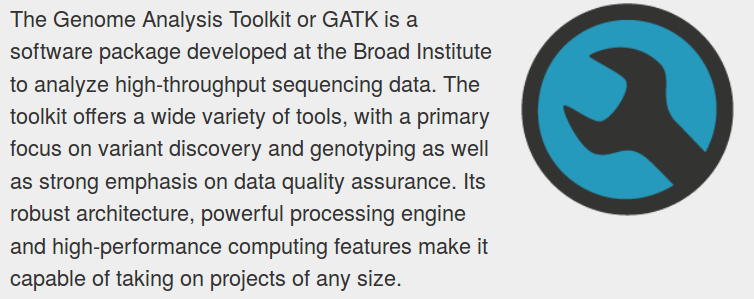 The Genome Analysis Toolkit or GATK is a
software package developed at the Broad Institute
to analyze high-throughput sequencing data. The
toolkit offers a wide variety of tools, with a primary
focus on variant discovery and genotyping as well
as strong emphasis on data quality assurance. Its
robust architecture, powerful processing engine
and high-performance computing features make it
capable of taking on projects of any size.